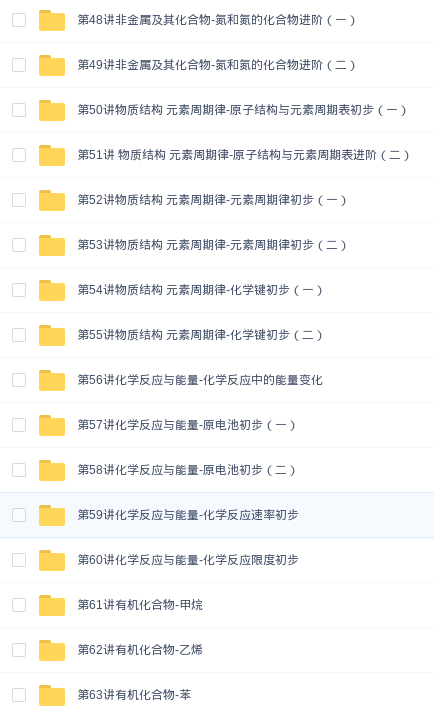 第48讲非金属及其化合物-氮和氮的化合物进阶（一）
第49讲非金属及其化合物-氮和氮的化合物进阶（二）
第50讲物质结构 元素周期律-原子结构与元素周期表初步（一）
第51讲 物质结构 元素周期律-原子结构与元素周期表进阶（二）
第52讲物质结构 元素周期律-元素周期律初步（一）
第53讲物质结构 元素周期律-元素周期律初步（二）
第54讲物质结构 元素周期律-化学键初步（一）
第55讲物质结构 元素周期律-化学键初步（二）
第56讲化学反应与能量-化学反应中的能量变化
第57讲化学反应与能量-原电池初步（一）
第58讲化学反应与能量-原电池初步（二）
第59讲化学反应与能量-化学反应速率初步
第60讲化学反应与能量-化学反应限度初步
第61讲有机化合物-甲烷
第62讲有机化合物-乙烯
第63讲有机化合物-苯